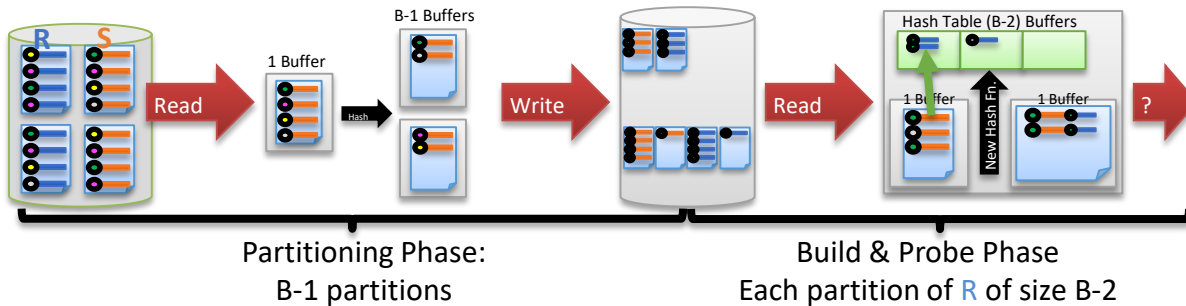 R S
Read
1 Buffer
Hash
B-1 Buffers
Write
Read
Hash Table (B-2) Buffers
1 Buffer
New Hash Fn.
1 Buffer
?
Partitioning Phase:
B-1 partitions
Build & Probe Phase
Each partition of R of size B-2